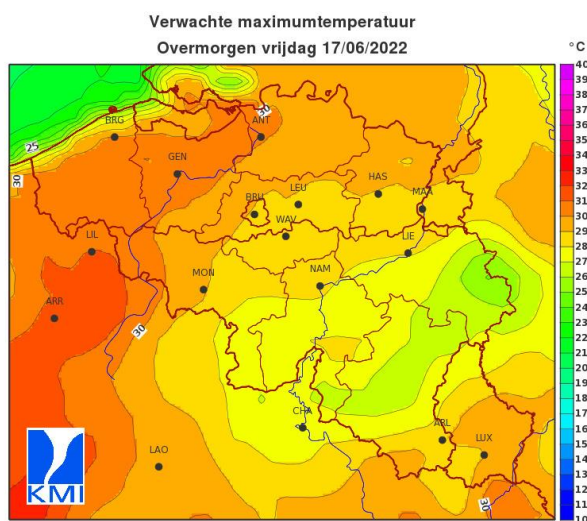 Verwachte maximumtemperatuur
Overmorgen vrijdag 17/06/2022
°C
40
39
38
37
36
35
34
33
32
31
30
29
28
27
26
25
24
23
22
21
20
19
18
17
16
15
14
13
12
11
10
BRG
30
ANT
25
GEN
30
HAS
LEU
BRU
MAA
WAV
LIL
LIE
MON
NAM
ARR
30
CHA
ARL
LUX
LAO
KMI
30